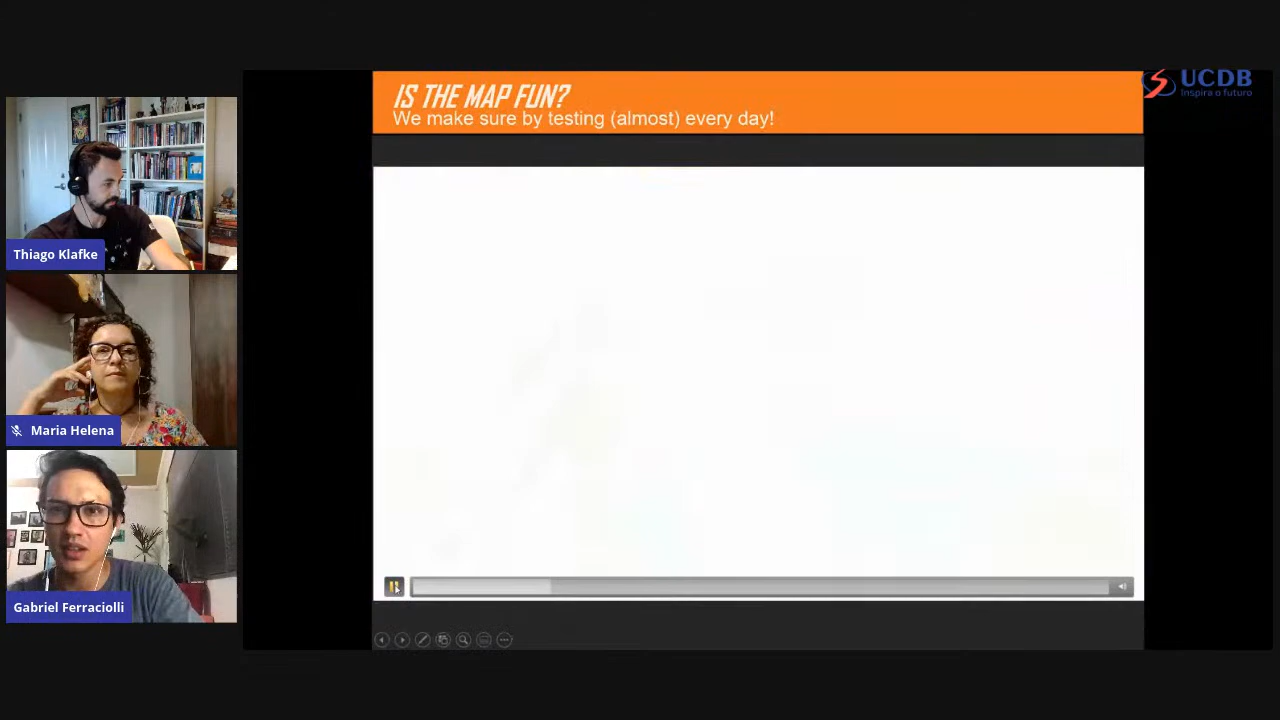 IS THE MAP FUN?
We make sure by testing (almost) every day!
UCDB
Inspira o futuro
Thiago Klafke
Maria Helena
Gabriel Ferraciolli